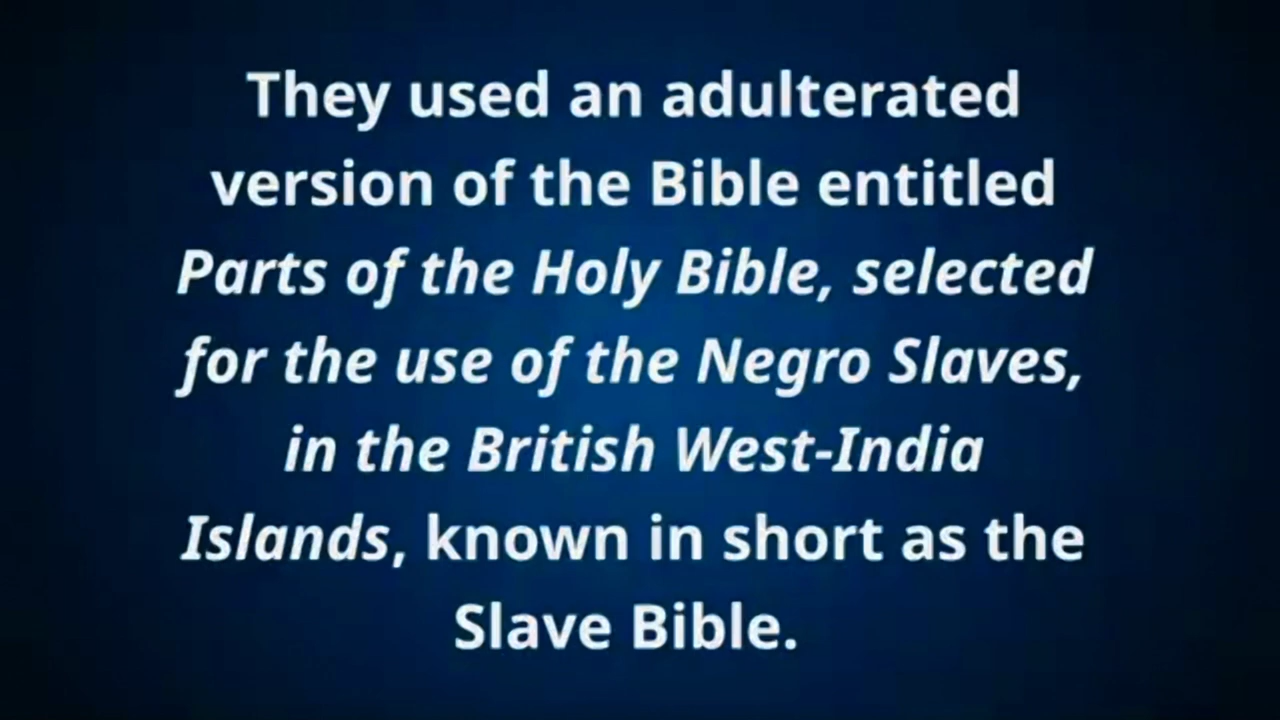 They used an adulterated
version of the Bible entitled
Parts of the Holy Bible, selected
for the use of the Negro Slaves,
in the British West-India
Islands, known in short as the
Slave Bible.